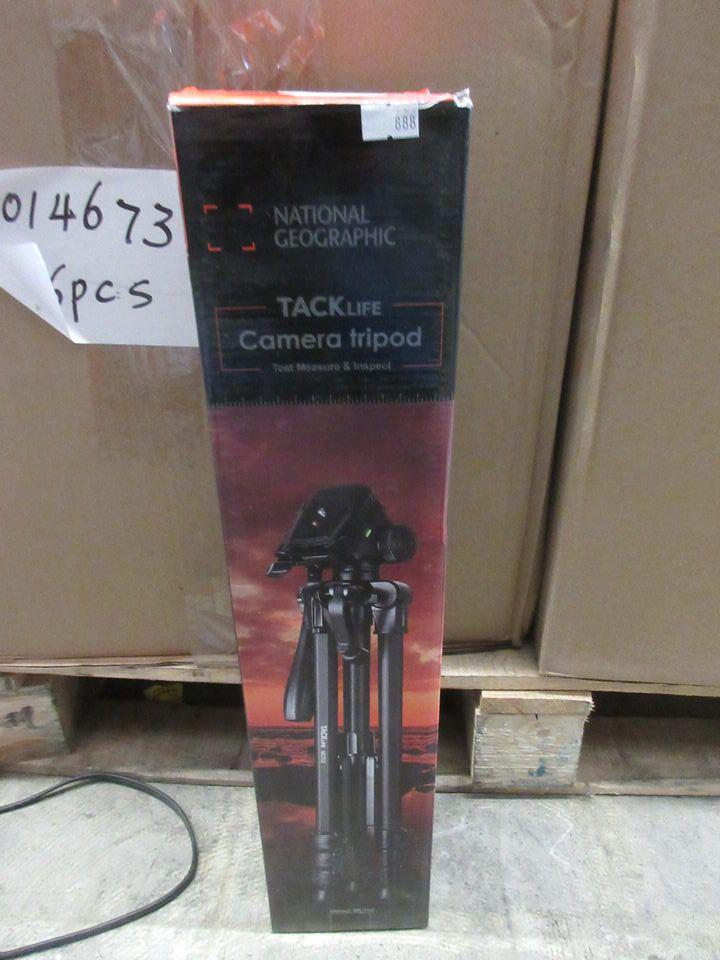 888
014673
6pcs
NATIONAL
GEOGRAPHIC
TACKLIFE
Camera tripod
Test Measure & Inspect
TACKLIFE